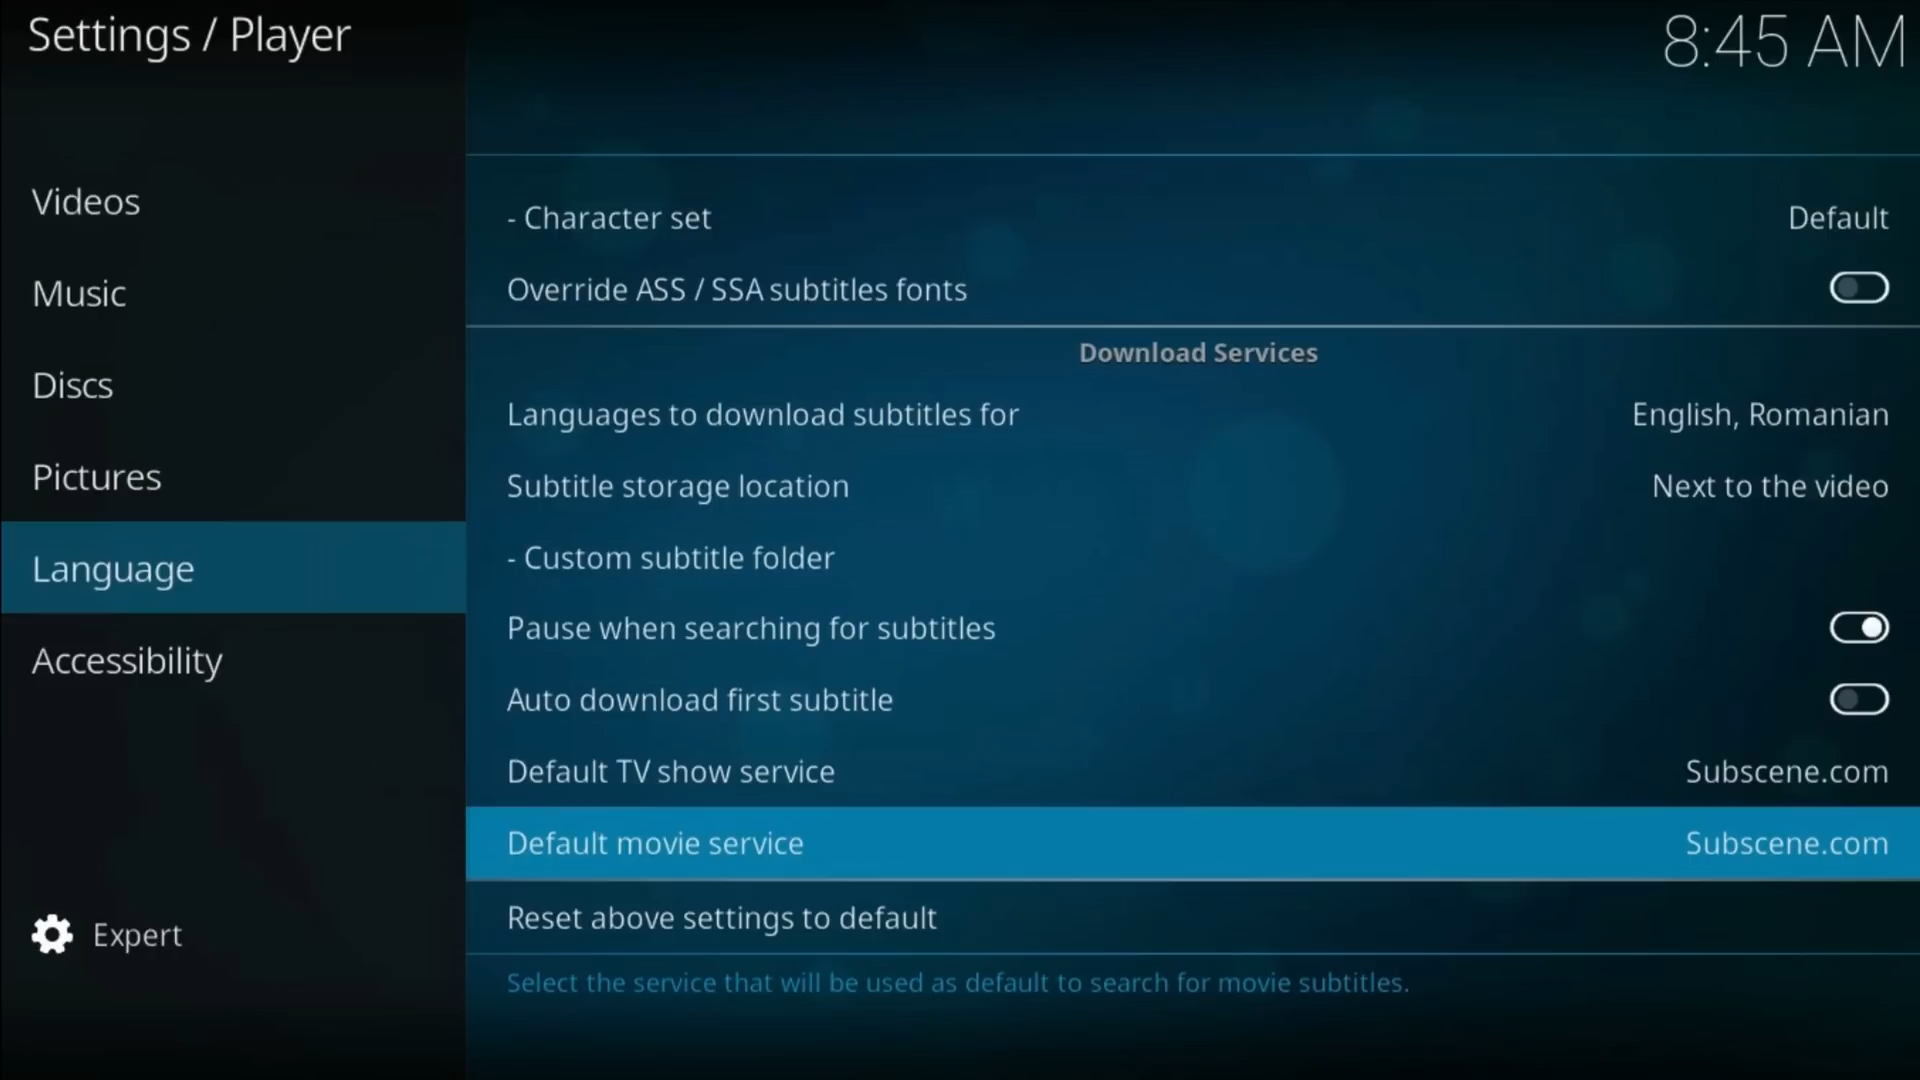 Settings / Player
8:45 AM
Videos
Music
Discs
Pictures
Language
Accessibility
Expert
- Character set Default
Override ASS / SSA subtitles fonts
Download Services
Languages to download subtitles for English, Romanian
Subtitle storage location Next to the video
- Custom subtitle folder
Pause when searching for subtitles
Auto download first subtitle
Default TV show service Subscene.com
Default movie service Subscene.com
Reset above settings to default
Select the service that will be used as default to search for movie subtitles.